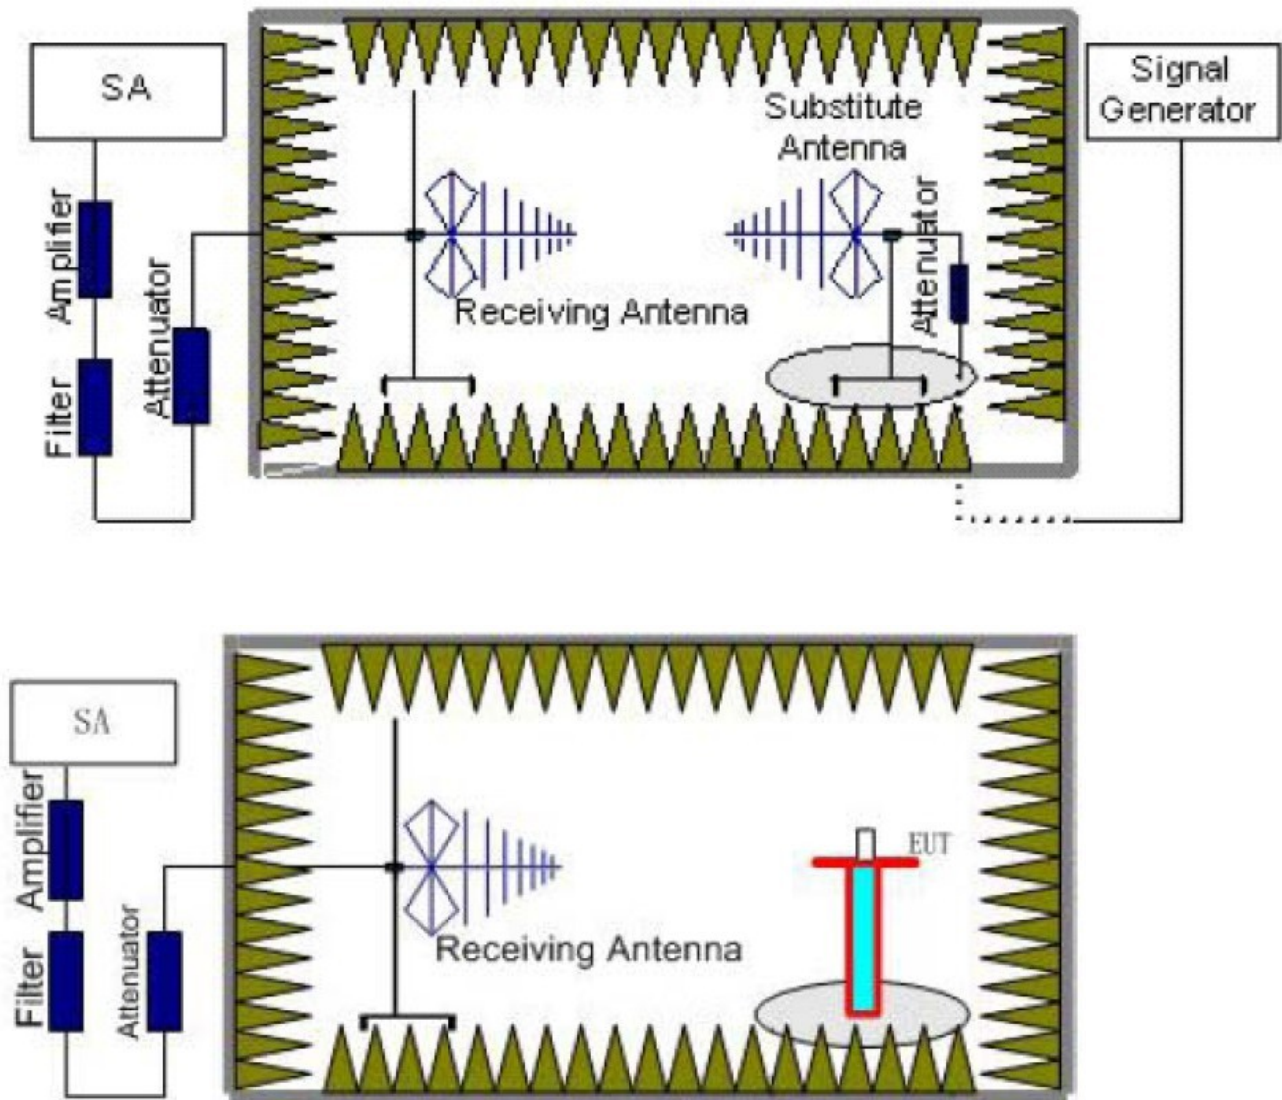 SA
Signal
Generator
Substitute
Antenna
Amplifier
Attenuator
Attenuator
Receiving Antenna
Filter
SA
Amplifier
EUT
Receiving Antenna
Filter
Attenuator